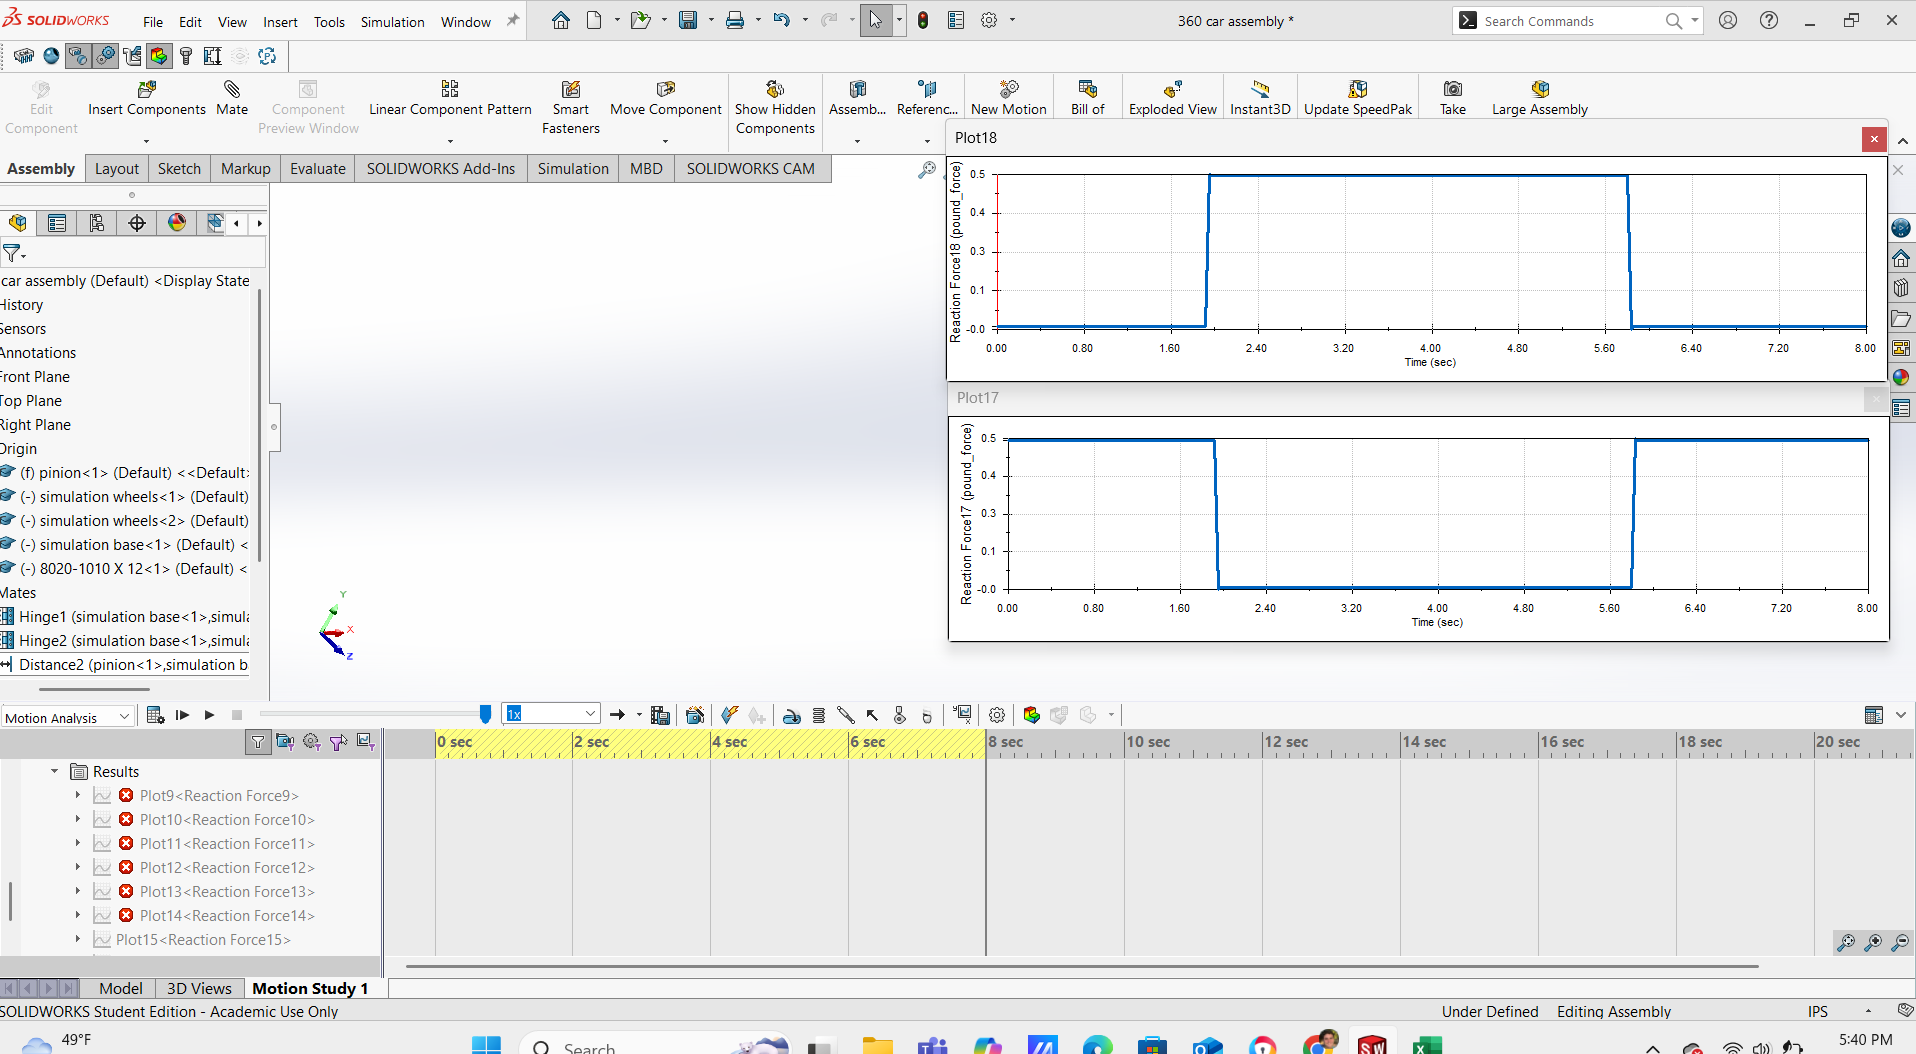 SOLIDWORKS File Edit View Insert Tools Simulation Window 360 car assembly * Search Commands
Edit Component
Insert Components
Mate
Component Preview Window
Linear Component Pattern
Smart Fasteners
Move Component
Show Hidden Components
Assemb...
Referenc...
New Motion
Bill of
Exploded View
Instant3D
Update SpeedPak
Take
Large Assembly
Assembly Layout Sketch Markup Evaluate SOLIDWORKS Add-Ins Simulation MBD SOLIDWORKS CAM
Plot18
Reaction Force18 (pound_force)
0.5
0.4
0.3
0.1
-0.0
0.00 0.80 1.60 2.40 3.20 4.00 4.80 5.60 6.40 7.20 8.00
Time (sec)
Plot17
Reaction Force17 (pound_force)
0.5
0.4
0.3
0.1
-0.0
0.00 0.80 1.60 2.40 3.20 4.00 4.80 5.60 6.40 7.20 8.00
Time (sec)
car assembly (Default) <Display State
History
Sensors
Annotations
Front Plane
Top Plane
Right Plane
Origin
(f) pinion<1> (Default) <<Default>
(-) simulation wheels<1> (Default)
(-) simulation wheels<2> (Default)
(-) simulation base<1> (Default) <
(-) 8020-1010 X 12<1> (Default) <
Mates
Hinge1 (simulation base<1>,simula
Hinge2 (simulation base<1>,simula
Distance2 (pinion<1>,simulation b
Y
X
Z
Motion Analysis
1x
0 sec 2 sec 4 sec 6 sec 8 sec 10 sec 12 sec 14 sec 16 sec 18 sec 20 sec
Results
Plot9<Reaction Force9>
Plot10<Reaction Force10>
Plot11<Reaction Force11>
Plot12<Reaction Force12>
Plot13<Reaction Force13>
Plot14<Reaction Force14>
Plot15<Reaction Force15>
Model 3D Views Motion Study 1
SOLIDWORKS Student Edition - Academic Use Only Under Defined Editing Assembly IPS
49°F Search SW 5:40 PM